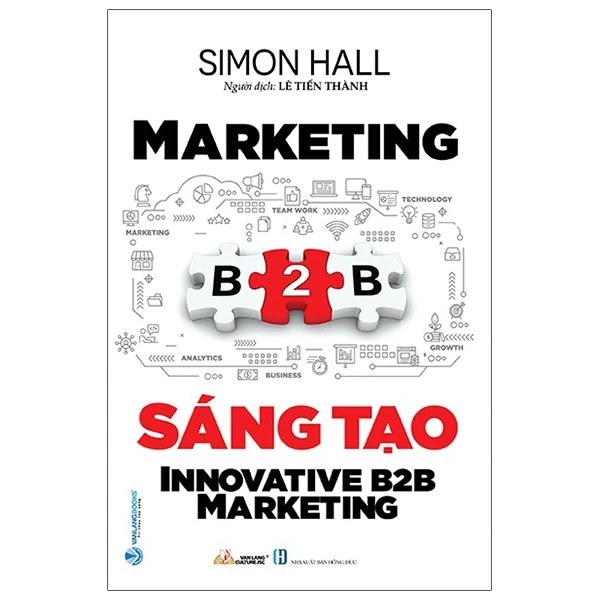 SIMON HALL
Người dịch: LÊ TIẾN THÀNH
MARKETING
TEAM WORK
TECHNOLOGY
MARKETING
B 2 B
ANALYTICS
GROWTH
BUSINESS
SÁNG TẠO
INNOVATIVE B2B
MARKETING
VANLANGBOOKS
VAN LANG
CULTURE.JSC
NHÀ XUẤT BẢN HỒNG ĐỨC